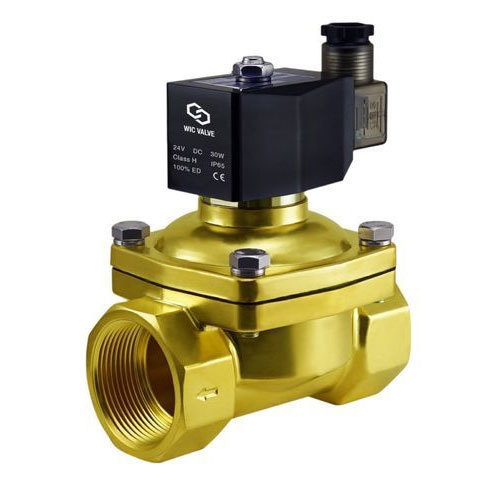 WIC VALVE
24V DC 30W
Class H IP65
100% ED CE